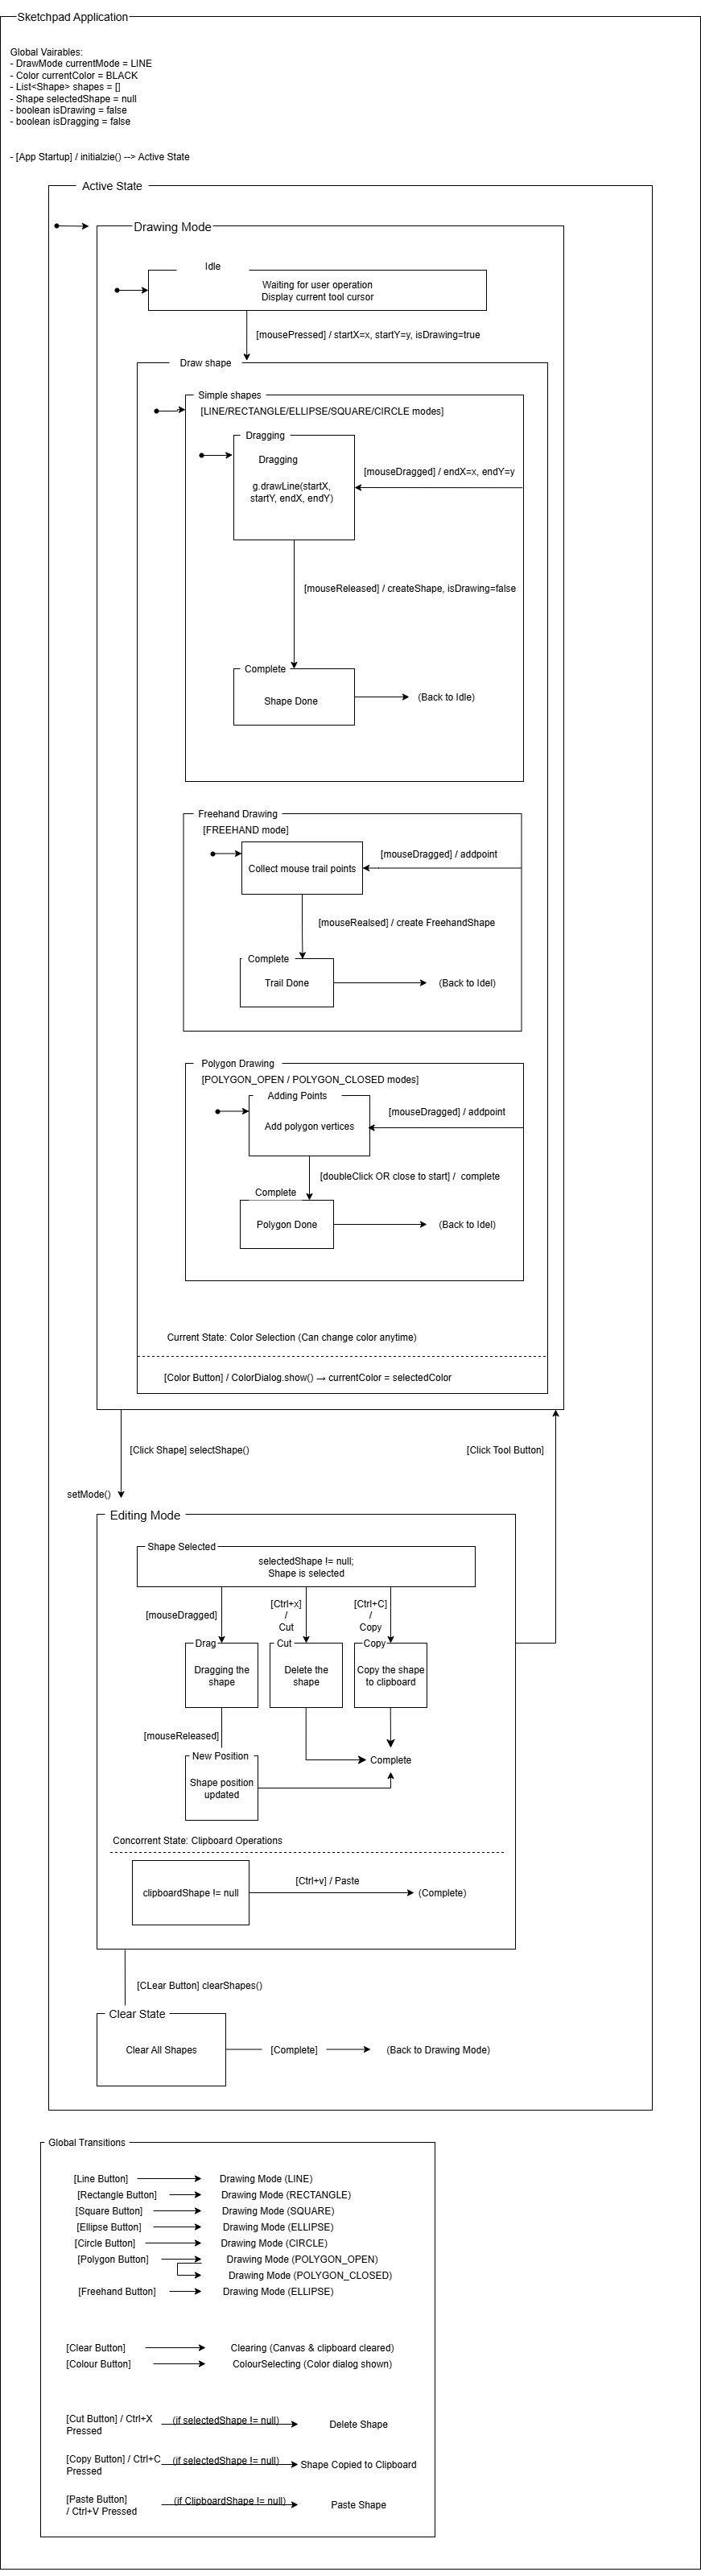 Sketchpad Application
Global Vairables:
- DrawMode currentMode = LINE
- Color currentColor = BLACK
- List<Shape> shapes = []
- Shape selectedShape = null
- boolean isDrawing = false
- boolean isDragging = false
- [App Startup] / initialzie() --> Active State
Active State
Drawing Mode
Idle
Waiting for user operation
Display current tool cursor
[mousePressed] / startX=x, startY=y, isDrawing=true
Draw shape
Simple shapes
[LINE/RECTANGLE/ELLIPSE/SQUARE/CIRCLE modes]
Dragging
Dragging
g.drawLine(startX,
startY, endX, endY)
[mouseDragged] / endX=x, endY=y
[mouseReleased] / createShape, isDrawing=false
Complete
Shape Done
(Back to Idle)
Freehand Drawing
[FREEHAND mode]
Collect mouse trail points
[mouseDragged] / addpoint
[mouseRealsed] / create FreehandShape
Complete
Trail Done
(Back to Idel)
Polygon Drawing
[POLYGON_OPEN / POLYGON_CLOSED modes]
Adding Points
Add polygon vertices
[mouseDragged] / addpoint
[doubleClick OR close to start] / complete
Complete
Polygon Done
(Back to Idel)
Current State: Color Selection (Can change color anytime)
[Color Button] / ColorDialog.show() → currentColor = selectedColor
[Click Shape] selectShape()
[Click Tool Button]
setMode()
Editing Mode
Shape Selected
selectedShape != null;
Shape is selected
[mouseDragged]
[Ctrl+x]
/
Cut
[Ctrl+C]
/
Copy
Drag
Dragging the
shape
Cut
Delete the
shape
Copy
Copy the shape
to clipboard
[mouseReleased]
New Position
Shape position
updated
Complete
Concorrent State: Clipboard Operations
clipboardShape != null
[Ctrl+v] / Paste
(Complete)
[CLear Button] clearShapes()
Clear State
Clear All Shapes
[Complete]
(Back to Drawing Mode)
Global Transitions
[Line Button] Drawing Mode (LINE)
[Rectangle Button] Drawing Mode (RECTANGLE)
[Square Button] Drawing Mode (SQUARE)
[Ellipse Button] Drawing Mode (ELLIPSE)
[Circle Button] Drawing Mode (CIRCLE)
[Polygon Button] Drawing Mode (POLYGON_OPEN)
Drawing Mode (POLYGON_CLOSED)
[Freehand Button] Drawing Mode (ELLIPSE)
[Clear Button] Clearing (Canvas & clipboard cleared)
[Colour Button] ColourSelecting (Color dialog shown)
[Cut Button] / Ctrl+X
Pressed
(if selectedShape != null)
Delete Shape
[Copy Button] / Ctrl+C
Pressed
(if selectedShape != null)
Shape Copied to Clipboard
[Paste Button]
/ Ctrl+V Pressed
(if ClipboardShape != null)
Paste Shape